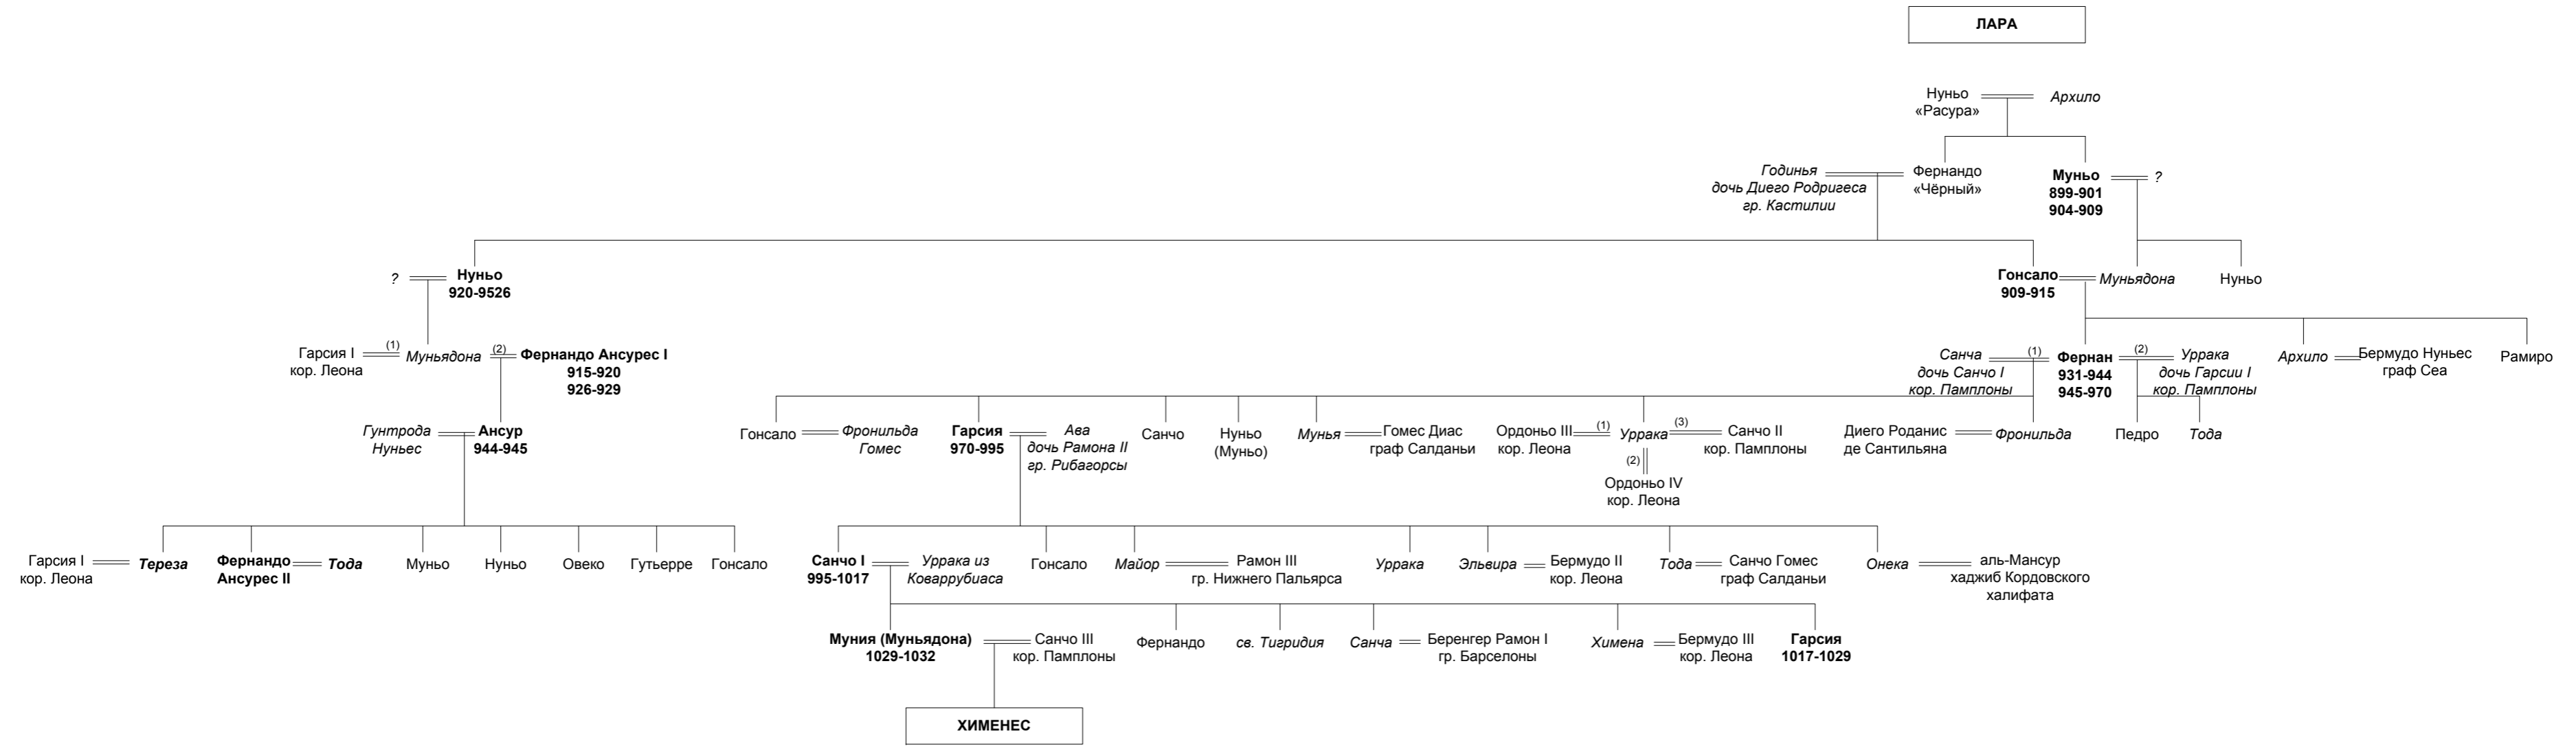 ЛАРА
Нуньо
«Расура»
Архило
Годинья
дочь Диего Родригеса
гр. Кастилии
Фернандо
«Чёрный»
Муньо
899-901
904-909
?
?
Нуньо
920-9526
Гонсало
909-915
Муньядона
Нуньо
Гарсия I
кор. Леона
(1)
Муньядона
(2)
Фернандо Ансурес I
915-920
926-929
Санча
дочь Санчо I
кор. Памплоны
(1)
Фернан
931-944
945-970
(2)
Уррака
дочь Гарсии I
кор. Памплоны
Архило
Бермудо Нуньес
граф Сеа
Рамиро
Гунтрода
Нуньес
Ансур
944-945
Гонсало
Фронильда
Гомес
Гарсия
970-995
Ава
дочь Рамона II
гр. Рибагорсы
Санчо
Нуньо
(Муньо)
Мунья
Гомес Диас
граф Салданьи
Ордоньо III
кор. Леона
(1)
Уррака
(3)
Санчо II
кор. Памплоны
(2)
Ордоньо IV
кор. Леона
Диего Роданис
де Сантильяна
Фронильда
Педро
Тода
Гарсия I
кор. Леона
Тереза
Фернандо
Ансурес II
Тода
Муньо
Нуньо
Овеко
Гутьерре
Гонсало
Санчо I
995-1017
Уррака из
Коваррубиаса
Гонсало
Майор
Рамон III
гр. Нижнего Пальярса
Уррака
Эльвира
Бермудо II
кор. Леона
Тода
Санчо Гомес
граф Салданьи
Онека
аль-Мансур
хаджиб Кордовского
халифата
Муния (Муньядона)
1029-1032
Санчо III
кор. Памплоны
Фернандо
св. Тигридия
Санча
Беренгер Рамон I
гр. Барселоны
Химена
Бермудо III
кор. Леона
Гарсия
1017-1029
ХИМЕНЕС